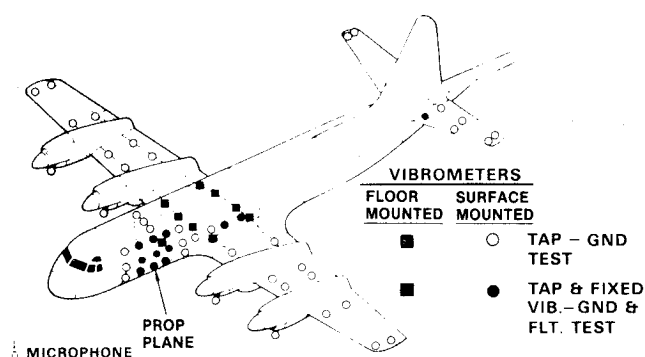 VIBROMETERS
FLOOR MOUNTED
SURFACE MOUNTED
TAP – GND
TEST
TAP & FIXED
VIB.–GND &
FLT. TEST
PROP
PLANE
MICROPHONE